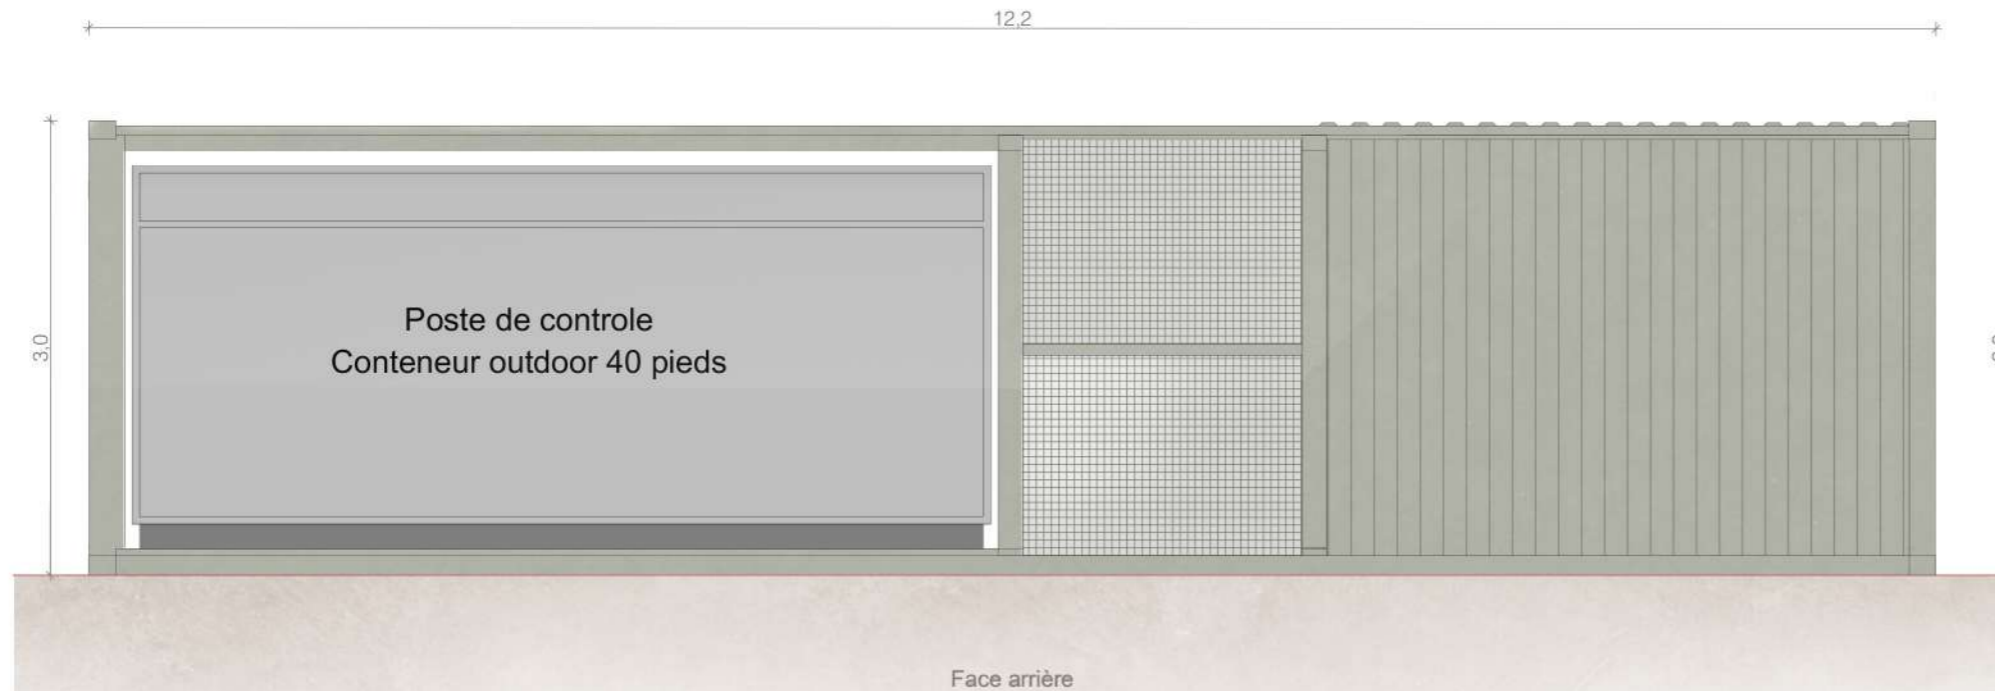 12,2
3,0
Poste de controle
Conteneur outdoor 40 pieds
Face arrière